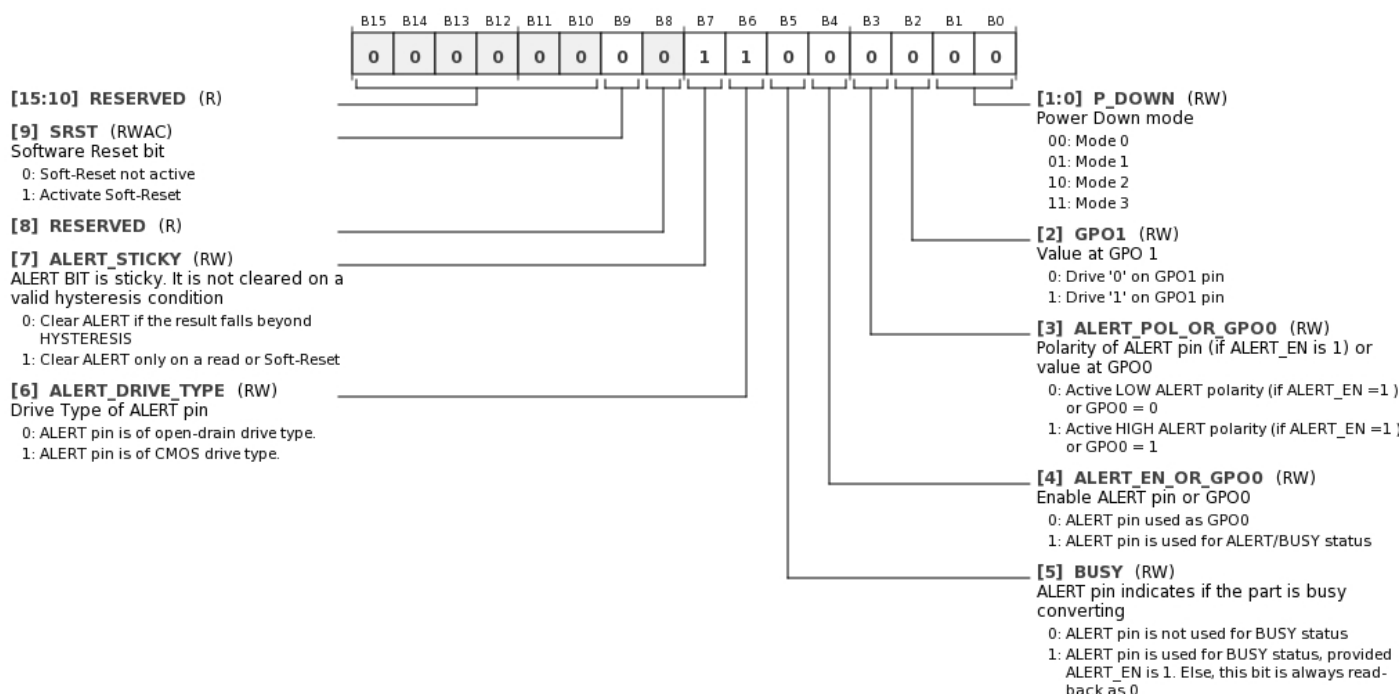 B15 B14 B13 B12 B11 B10 B9 B8 B7 B6 B5 B4 B3 B2 B1 B0
0 0 0 0 0 0 0 0 1 1 0 0 0 0 0 0
[15:10] RESERVED (R)
[9] SRST (RWAC)
Software Reset bit
0: Soft-Reset not active
1: Activate Soft-Reset
[8] RESERVED (R)
[7] ALERT_STICKY (RW)
ALERT BIT is sticky. It is not cleared on a
valid hysteresis condition
0: Clear ALERT if the result falls beyond
HYSTERESIS
1: Clear ALERT only on a read or Soft-Reset
[6] ALERT_DRIVE_TYPE (RW)
Drive Type of ALERT pin
0: ALERT pin is of open-drain drive type.
1: ALERT pin is of CMOS drive type.
[1:0] P_DOWN (RW)
Power Down mode
00: Mode 0
01: Mode 1
10: Mode 2
11: Mode 3
[2] GPO1 (RW)
Value at GPO 1
0: Drive '0' on GPO1 pin
1: Drive '1' on GPO1 pin
[3] ALERT_POL_OR_GPO0 (RW)
Polarity of ALERT pin (if ALERT_EN is 1) or
value at GPO0
0: Active LOW ALERT polarity (if ALERT_EN =1 )
or GPO0 = 0
1: Active HIGH ALERT polarity (if ALERT_EN =1 )
or GPO0 = 1
[4] ALERT_EN_OR_GPO0 (RW)
Enable ALERT pin or GPO0
0: ALERT pin used as GPO0
1: ALERT pin is used for ALERT/BUSY status
[5] BUSY (RW)
ALERT pin indicates if the part is busy
converting
0: ALERT pin is not used for BUSY status
1: ALERT pin is used for BUSY status, provided
ALERT_EN is 1. Else, this bit is always read-
back as 0